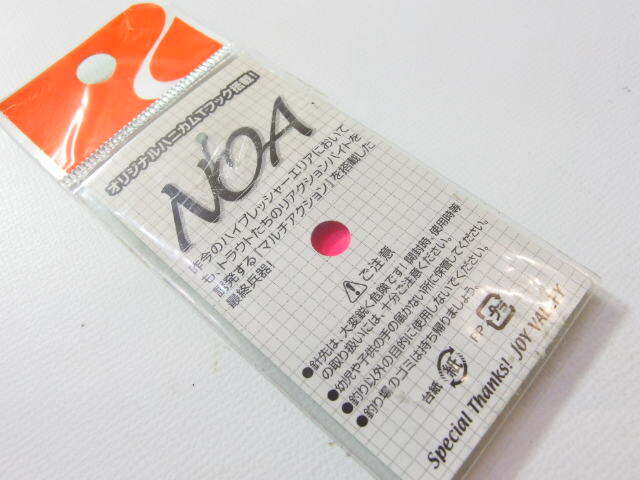 オリジナルハニカムTフック搭載!
NOA
昨今のハイプレッシャーエリアにおいて
も、トラウトたちのリアクションバイトを
誘発する「マルチアクション」を搭載した
最終兵器!
ご注意
●針先は、大変鋭く危険です!開封時、使用時等
の取り扱いには、十分ご注意ください。
●幼児や子供の手の届かない所に保管してください。
●釣り以外の目的に使用しないでください。
●釣り場のゴミは持ち帰りましょう。
台紙 紙 PP プラ
Special Thanks! JOY VALLEY